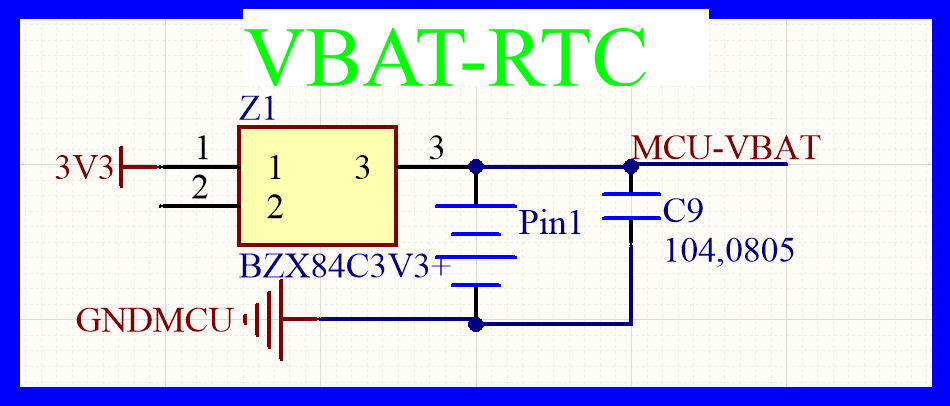 VBAT-RTC
Z1
3V3
1
1
3
3
MCU-VBAT
2
2
Pin1
C9
104,0805
BZX84C3V3+
GNDMCU